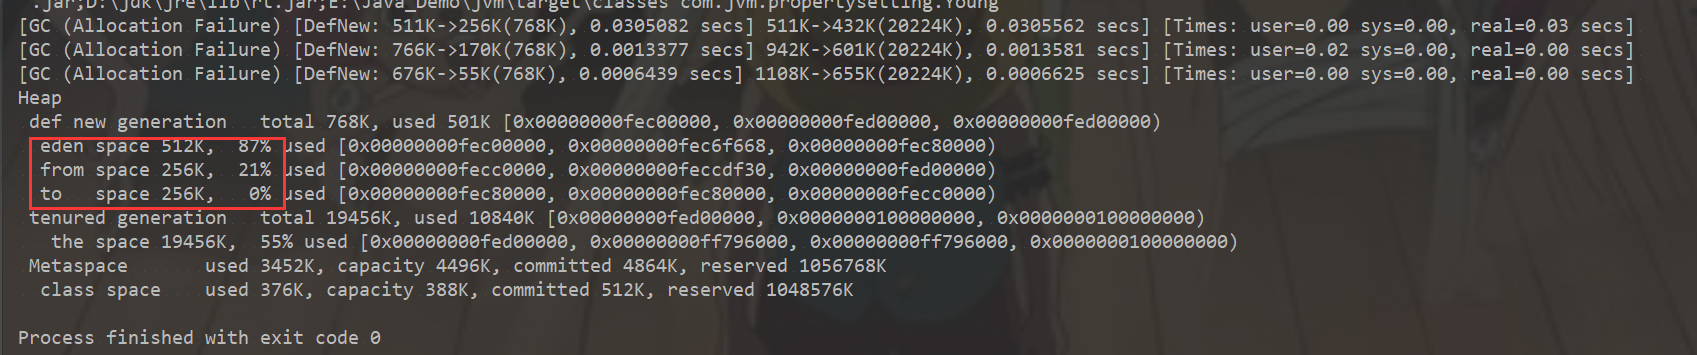 .jar;D:\jdk\jre\lib\rt.jar;E:\Java_Demo\jvm\target\classes com.jvm.propertysetting.Young
[GC (Allocation Failure) [DefNew: 511K->256K(768K), 0.0305082 secs] 511K->432K(20224K), 0.0305562 secs] [Times: user=0.00 sys=0.00, real=0.03 secs]
[GC (Allocation Failure) [DefNew: 766K->170K(768K), 0.0013377 secs] 942K->601K(20224K), 0.0013581 secs] [Times: user=0.02 sys=0.00, real=0.00 secs]
[GC (Allocation Failure) [DefNew: 676K->55K(768K), 0.0006439 secs] 1108K->655K(20224K), 0.0006625 secs] [Times: user=0.00 sys=0.00, real=0.00 secs]
Heap
 def new generation   total 768K, used 501K [0x00000000fec00000, 0x00000000fed00000, 0x00000000fed00000)
  eden space 512K,  87% used [0x00000000fec00000, 0x00000000fec6f668, 0x00000000fec80000)
  from space 256K,  21% used [0x00000000fecc0000, 0x00000000feccdf30, 0x00000000fed00000)
  to   space 256K,   0% used [0x00000000fec80000, 0x00000000fec80000, 0x00000000fecc0000)
 tenured generation   total 19456K, used 10840K [0x00000000fed00000, 0x0000000100000000, 0x0000000100000000)
   the space 19456K,  55% used [0x00000000fed00000, 0x00000000ff796000, 0x00000000ff796000, 0x0000000100000000)
 Metaspace       used 3452K, capacity 4496K, committed 4864K, reserved 1056768K
  class space    used 376K, capacity 388K, committed 512K, reserved 1048576K
Process finished with exit code 0